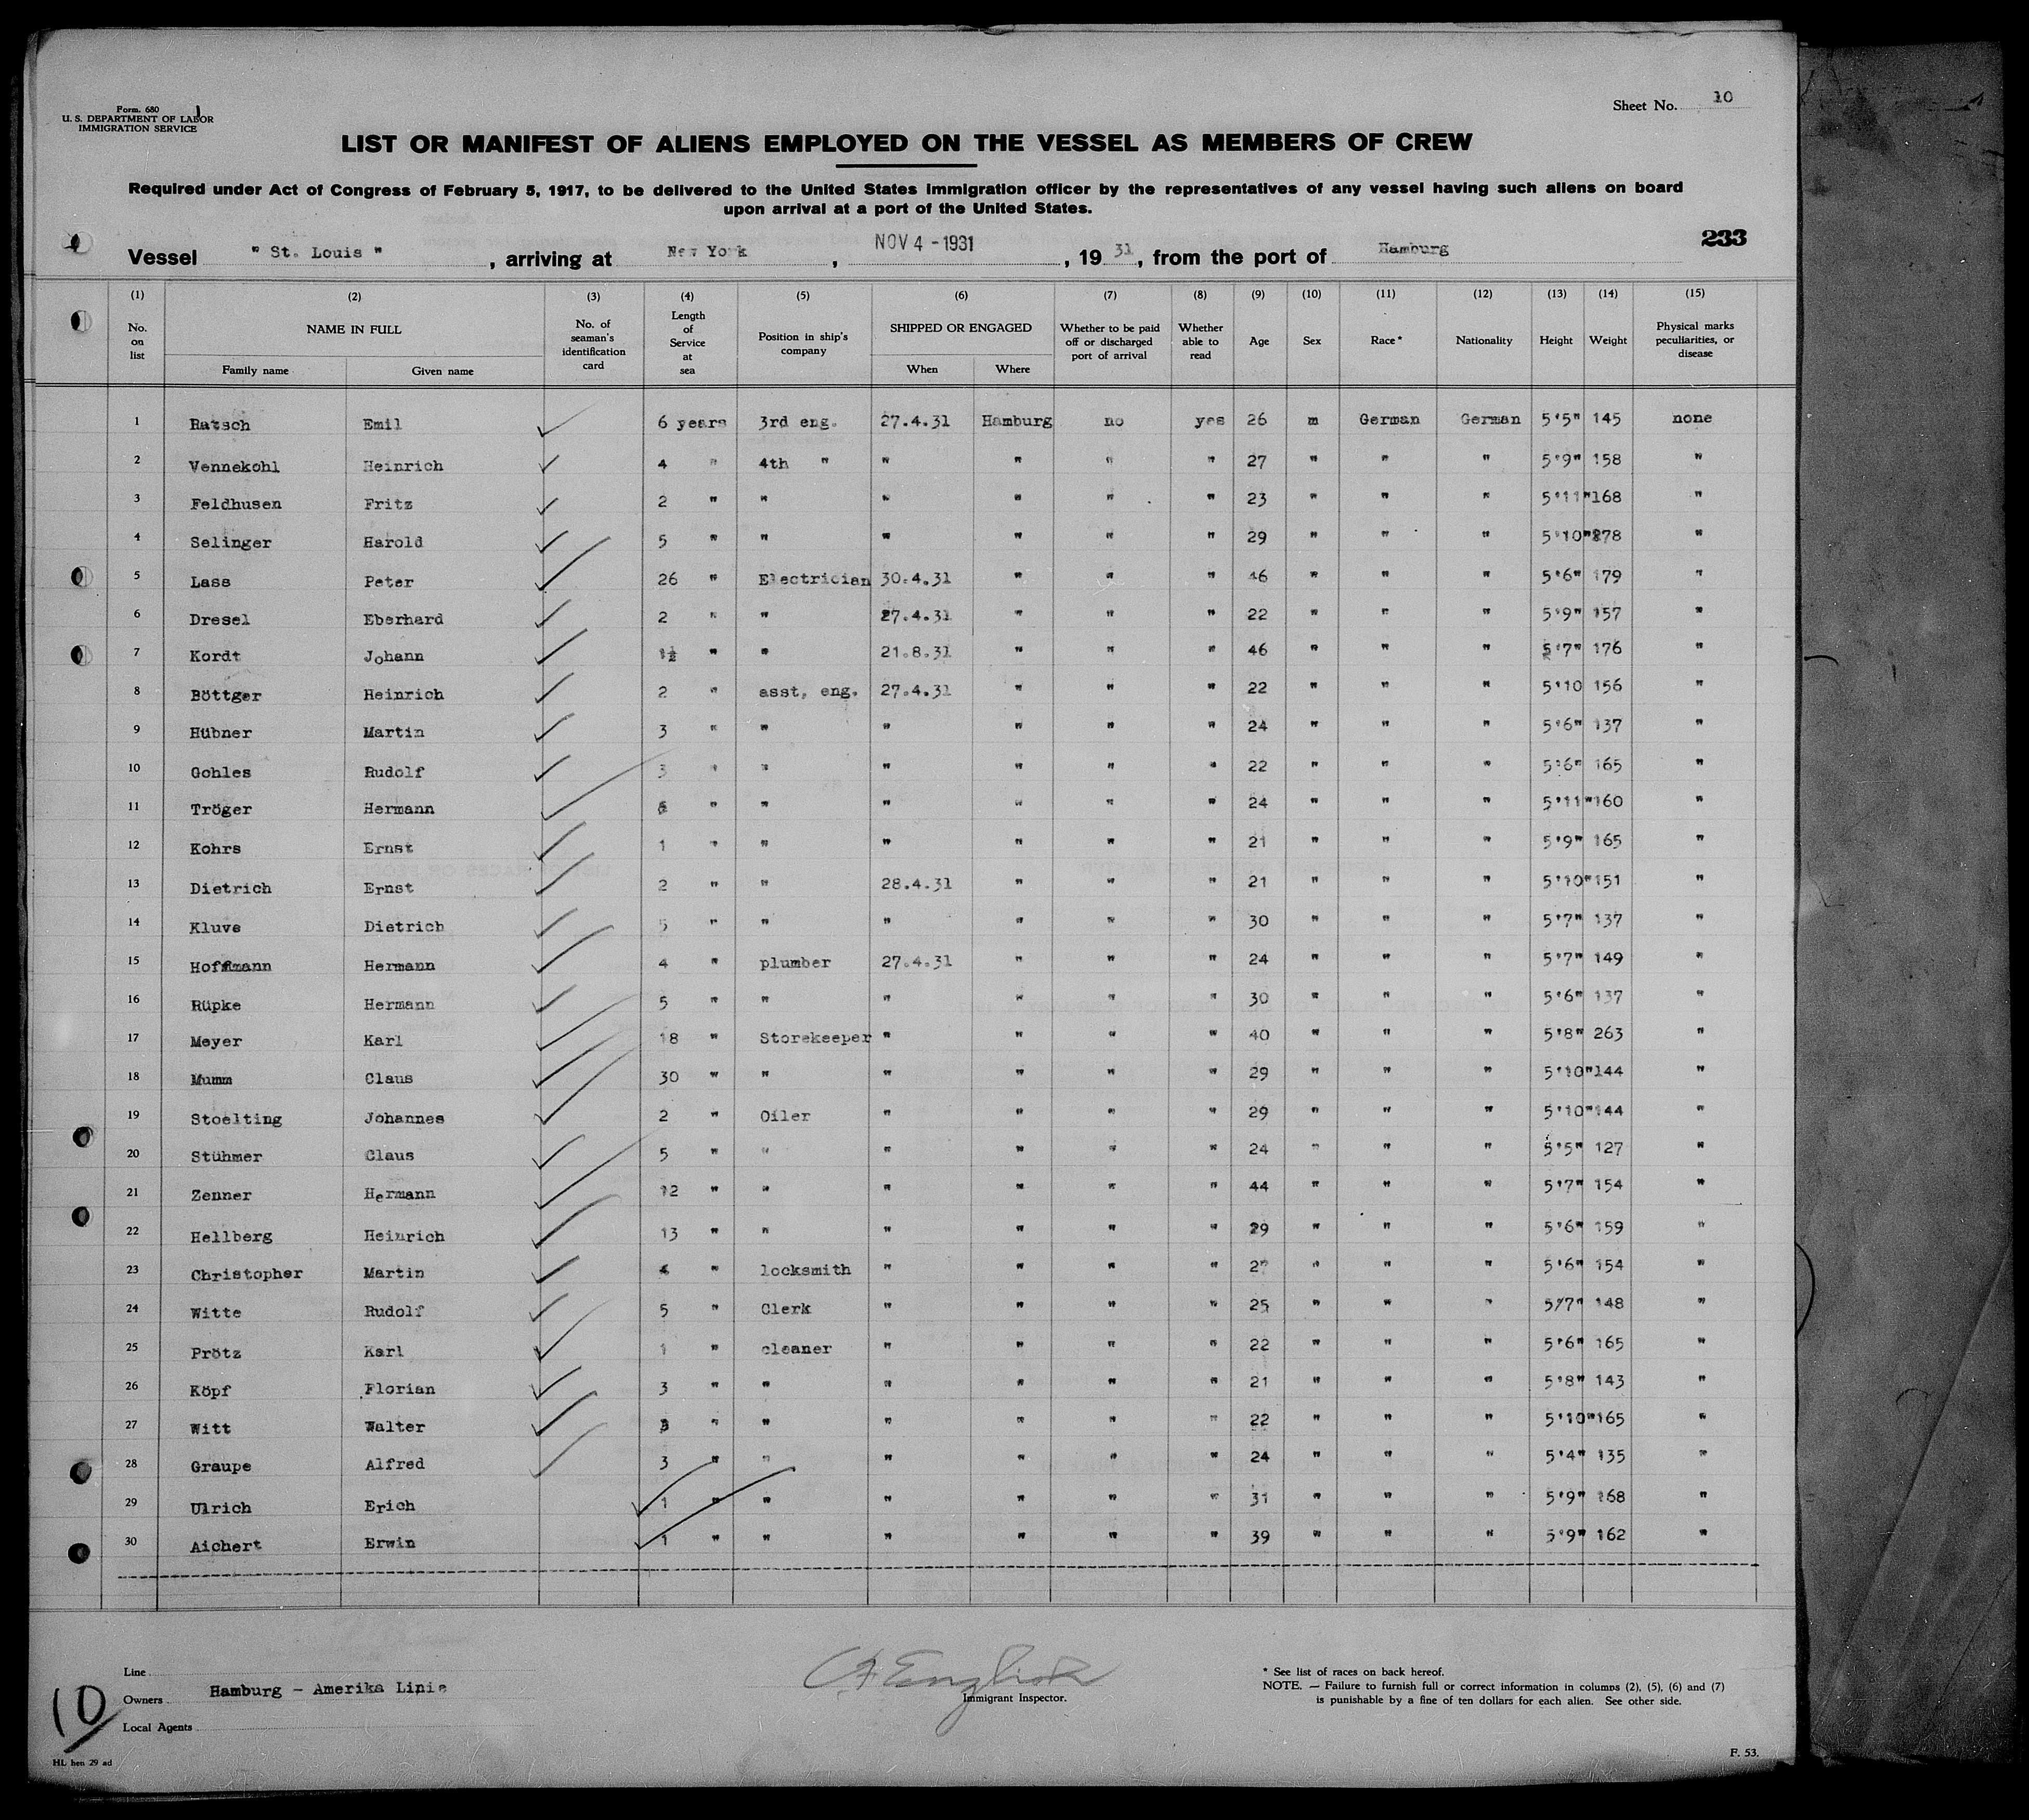 Form. 680
U. S. DEPARTMENT OF LABOR
IMMIGRATION SERVICE
Sheet No. 10
LIST OR MANIFEST OF ALIENS EMPLOYED ON THE VESSEL AS MEMBERS OF CREW
Required under Act of Congress of February 5, 1917, to be delivered to the United States immigration officer by the representatives of any vessel having such aliens on board
upon arrival at a port of the United States.
233
Vessel " St. Louis ", arriving at New York, NOV 4 - 1931, 19 31, from the port of Hamburg
(1) (2) (3) (4) (5) (6) (7) (8) (9) (10) (11) (12) (13) (14) (15)
No. on list NAME IN FULL Family name Given name No. of seaman's identification card Length of Service at sea Position in ship's company SHIPPED OR ENGAGED When Where Whether to be paid off or discharged port of arrival Whether able to read Age Sex Race* Nationality Height Weight Physical marks peculiarities, or disease
1 Ratsch Emil 6 years 3rd eng. 27.4.31 Hamburg no yes 26 m German German 5'5" 145 none
2 Vennekohl Heinrich 4 " 4th " " " " " 27 " " " 5'9" 158 "
3 Feldhusen Fritz 2 " " " " " " 23 " " " 5'11" 168 "
4 Selinger Harold 5 " " " " " " 29 " " " 5'10" "
5 Lass Peter 26 " Electrician 30.4.31 " " " 46 " " " 5'6" 179 "
6 Dresel Eberhard 2 " " 27.4.31 " " " 22 " " " 5'9" 157 "
7 Kordt Johann " " 21.8.31 " " " 46 " " " 5'7" 176 "
8 Böttger Heinrich 2 " asst, eng. 27.4.31 " " " 22 " " " 5'10 156 "
9 Hübner Martin 3 " " " " " " 24 " " " 5'6" 137 "
10 Gohles Rudolf 3 " " " " " " 22 " " " 5'6" 165 "
11 Tröger Hermann " " " " " " 24 " " " 5'11" 160 "
12 Kohrs Ernst 1 " " " " " " 21 " " " 5'9" 165 "
13 Dietrich Ernst 2 " " 28.4.31 " " " 21 " " " 5'10" 151 "
14 Kluve Dietrich 5 " " " " " " 30 " " " 5'7" 137 "
15 Hoffmann Hermann 4 " plumber 27.4.31 " " " 24 " " " 5'7" 149 "
16 Rüpke Hermann 5 " " " " " " 30 " " " 5'6" 137 "
17 Meyer Karl 18 " Storekeeper " " " " 40 " " " 5'8" 263 "
18 Mumm Claus 30 " " " " " " 29 " " " 5'10" 144 "
19 Stoelting Johannes 2 " Oiler " " " " 29 " " " 5'10" 144 "
20 Stühmer Claus 5 " " " " " " 24 " " " 5'5" 127 "
21 Zenner Hermann 12 " " " " " " 44 " " " 5'7" 154 "
22 Hellberg Heinrich 13 " " " " " " 29 " " " 5'6" 159 "
23 Christopher Martin 4 " locksmith " " " " 27 " " " 5'6" 154 "
24 Witte Rudolf 5 " Clerk " " " " 25 " " " 5/7" 148 "
25 Prötz Karl 1 " cleaner " " " " 22 " " " 5'6" 165 "
26 Köpf Florian 3 " " " " " " 21 " " " 5'8" 143 "
27 Witt Walter 3 " " " " " " 22 " " " 5'10" 165 "
28 Graupe Alfred 3 " " " " " " 24 " " " 5'4" 135 "
29 Ulrich Erich 1 " " " " " " 31 " " " 5'9" 168 "
30 Aichert Erwin 1 " " " " " " 39 " " " 5'9" 162 "
Line
Owners Hamburg - Amerika Linie
Local Agents
10
English
Immigrant Inspector.
* See list of races on back hereof.
NOTE. — Failure to furnish full or correct information in columns (2), (5), (6) and (7)
is punishable by a fine of ten dollars for each alien. See other side.
HL hen 29 ad
F. 53.